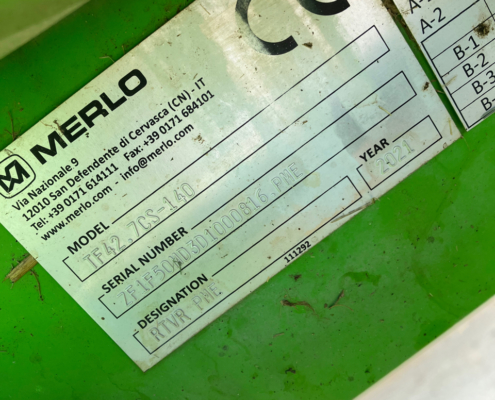 CE
MERLO
Via Nazionale 9
12010 San Defendente di Cervasca (CN) - IT
Tel: +39 0171 614111 Fax: +39 0171 684101
www.merlo.com - info@merlo.com
MODEL
TF42.7CS-140
SERIAL NUMBER
YEAR
2021
DESIGNATION
RTVR PNE
111292
A-2
B-1
B-2
B-3